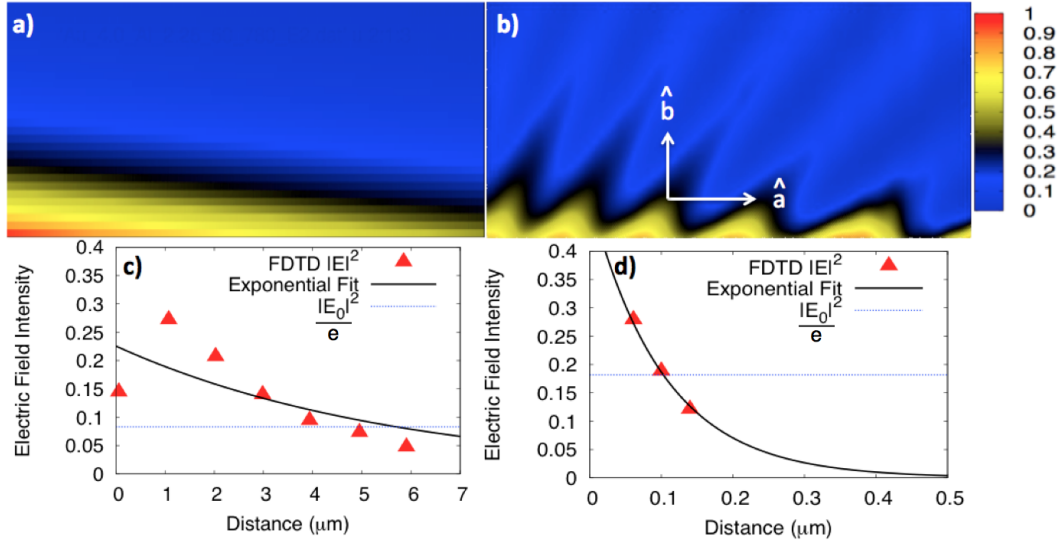 a)
b)
b̂
â
1
0.9
0.8
0.7
0.6
0.5
0.4
0.3
0.2
0.1
0
c)
Electric Field Intensity
0.4
0.35
0.3
0.25
0.2
0.15
0.1
0.05
0
FDTD |E|²
Exponential Fit
|E₀|²
e
0 1 2 3 4 5 6 7
Distance (μm)
d)
Electric Field Intensity
0.4
0.35
0.3
0.25
0.2
0.15
0.1
0.05
0
FDTD |E|²
Exponential Fit
|E₀|²
e
0 0.1 0.2 0.3 0.4 0.5
Distance (μm)